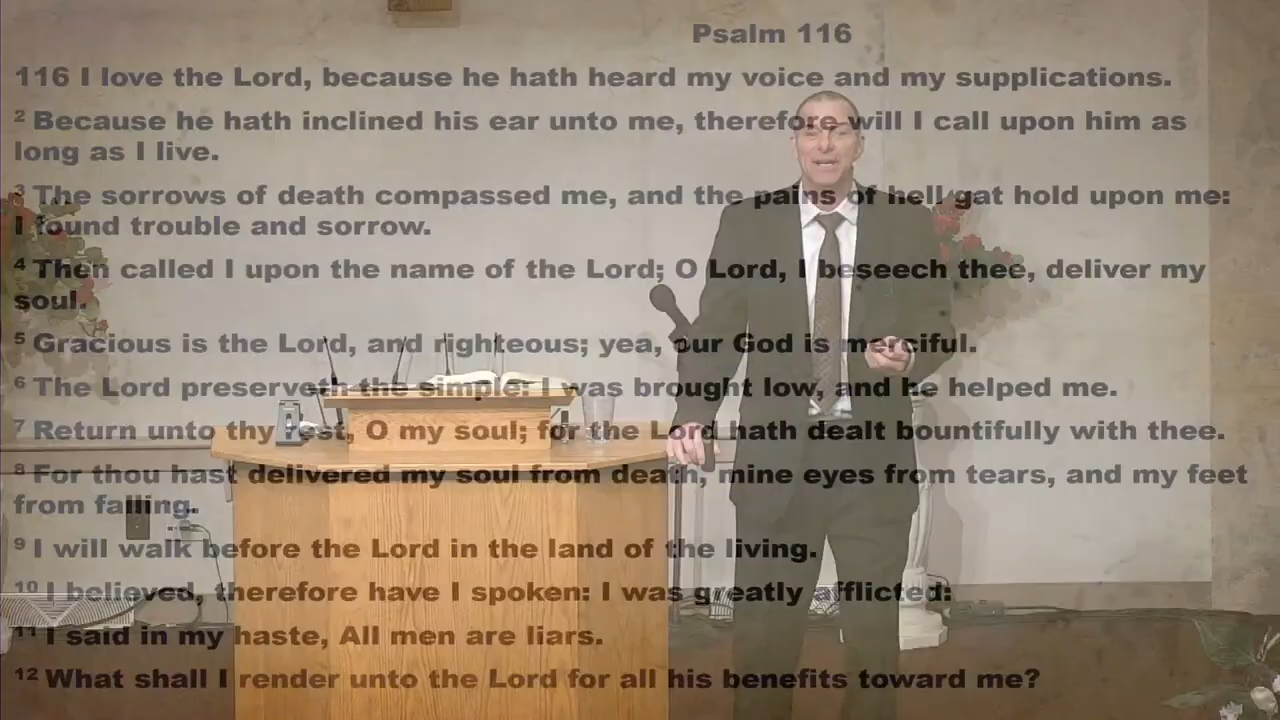 Psalm 116
116 I love the Lord, because he hath heard my voice and my supplications.
2 Because he hath inclined his ear unto me, therefore will I call upon him as
long as I live.
3 The sorrows of death compassed me, and the pains of hell gat hold upon me:
I found trouble and sorrow.
4 Then called I upon the name of the Lord; O Lord, I beseech thee, deliver my
soul.
5 Gracious is the Lord, and righteous; yea, our God is merciful.
6 The Lord preserveth the simple: I was brought low, and he helped me.
7 Return unto thy rest, O my soul; for the Lord hath dealt bountifully with thee.
8 For thou hast delivered my soul from death, mine eyes from tears, and my feet
from falling.
9 I will walk before the Lord in the land of the living.
10 I believed, therefore have I spoken: I was greatly afflicted:
11 I said in my haste, All men are liars.
12 What shall I render unto the Lord for all his benefits toward me?